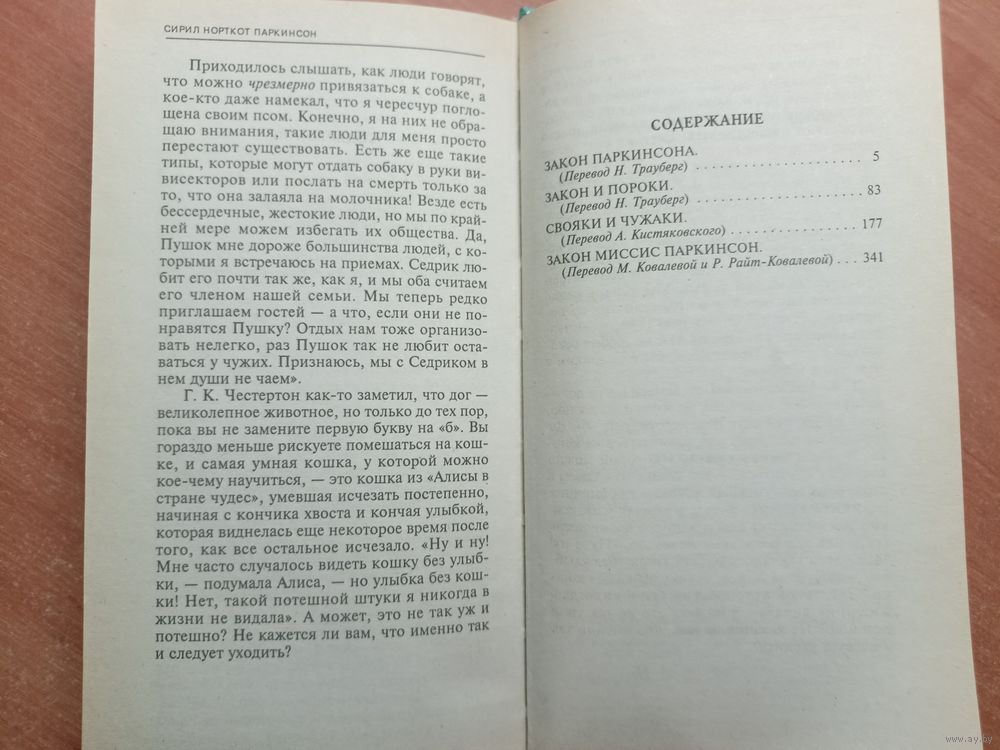 СИРИЛ НОРТКОТ ПАРКИНСОН
Приходилось слышать, как люди говорят,
что можно чрезмерно привязаться к собаке, а
кое-кто даже намекал, что я чересчур погло-
щена своим псом. Конечно, я на них не обра-
щаю внимания, такие люди для меня просто
перестают существовать. Есть же еще такие
типы, которые могут отдать собаку в руки ви-
висекторов или послать на смерть только за
то, что она залаяла на молочника! Везде есть
бессердечные, жестокие люди, но мы по край-
ней мере можем избегать их общества. Да,
Пушок мне дороже большинства людей, с ко-
торыми я встречаюсь на приемах. Седрик лю-
бит его почти так же, как я, и мы оба считаем
его членом нашей семьи. Мы теперь редко
приглашаем гостей — а что, если они не по-
нравятся Пушку? Отдых нам тоже организо-
вать нелегко, раз Пушок так не любит оста-
ваться у чужих. Признаюсь, мы с Седриком в
нем души не чаем».
Г. К. Честертон как-то заметил, что дог —
великолепное животное, но только до тех пор,
пока вы не замените первую букву на «б». Вы
гораздо меньше рискуете помешаться на кош-
ке, и самая умная кошка, у которой можно
кое-чему научиться, — это кошка из «Алисы в
стране чудес», умевшая исчезать постепенно,
начиная с кончика хвоста и кончая улыбкой,
которая виднелась еще некоторое время после
того, как все остальное исчезало. «Ну и ну!
Мне часто случалось видеть кошку без улыб-
ки, — подумала Алиса, — но улыбка без кош-
ки! Нет, такой потешной штуки я никогда в
жизни не видала». А может, это не так уж и
потешно? Не кажется ли вам, что именно так
и следует уходить?
СОДЕРЖАНИЕ
ЗАКОН ПАРКИНСОНА.
(Перевод Н. Трауберг) . . . . . . . . . . . . . . . . . . . 5
ЗАКОН И ПОРОКИ.
(Перевод Н. Трауберг) . . . . . . . . . . . . . . . . . . 83
СВОЯКИ И ЧУЖАКИ.
(Перевод А. Кистяковского) . . . . . . . . . . . . . . 177
ЗАКОН МИССИС ПАРКИНСОН.
(Перевод М. Ковалевой и Р. Райт-Ковалевой) . . . 341
www.ay.by